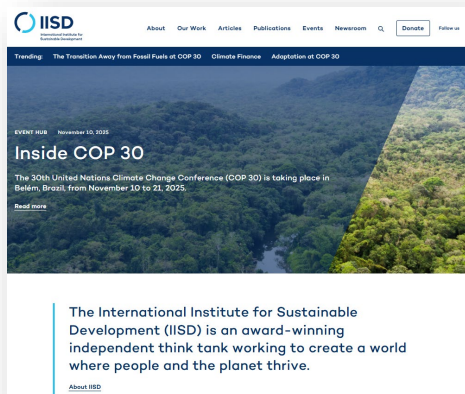 IISD
International Institute for
Sustainable Development
About Our Work Articles Publications Events Newsroom Donate Follow us
Trending: The Transition Away from Fossil Fuels at COP 30 Climate Finance Adaptation at COP 30
EVENT HUB November 10, 2025
Inside COP 30
The 30th United Nations Climate Change Conference (COP 30) is taking place in
Belém, Brazil, from November 10 to 21, 2025.
Read more
The International Institute for Sustainable
Development (IISD) is an award-winning
independent think tank working to create a world
where people and the planet thrive.
About IISD